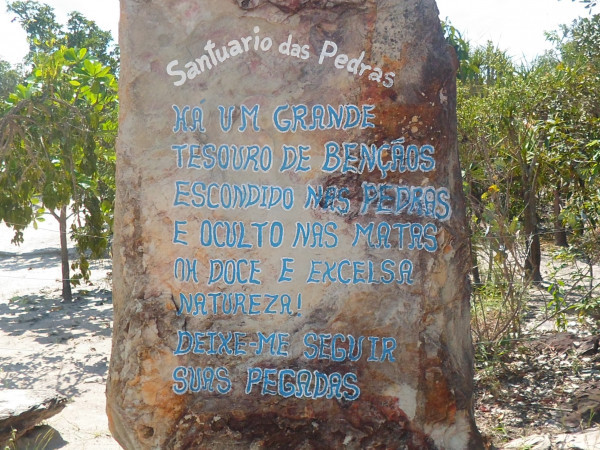 Santuario das Pedras
HÁ UM GRANDE
TESOURO DE BENÇÃOS
ESCONDIDO NAS PEDRAS
E OCULTO NAS MATAS
OH DOCE E EXCELSA
NATUREZA!
DEIXE-ME SEGUIR
SUAS PEGADAS